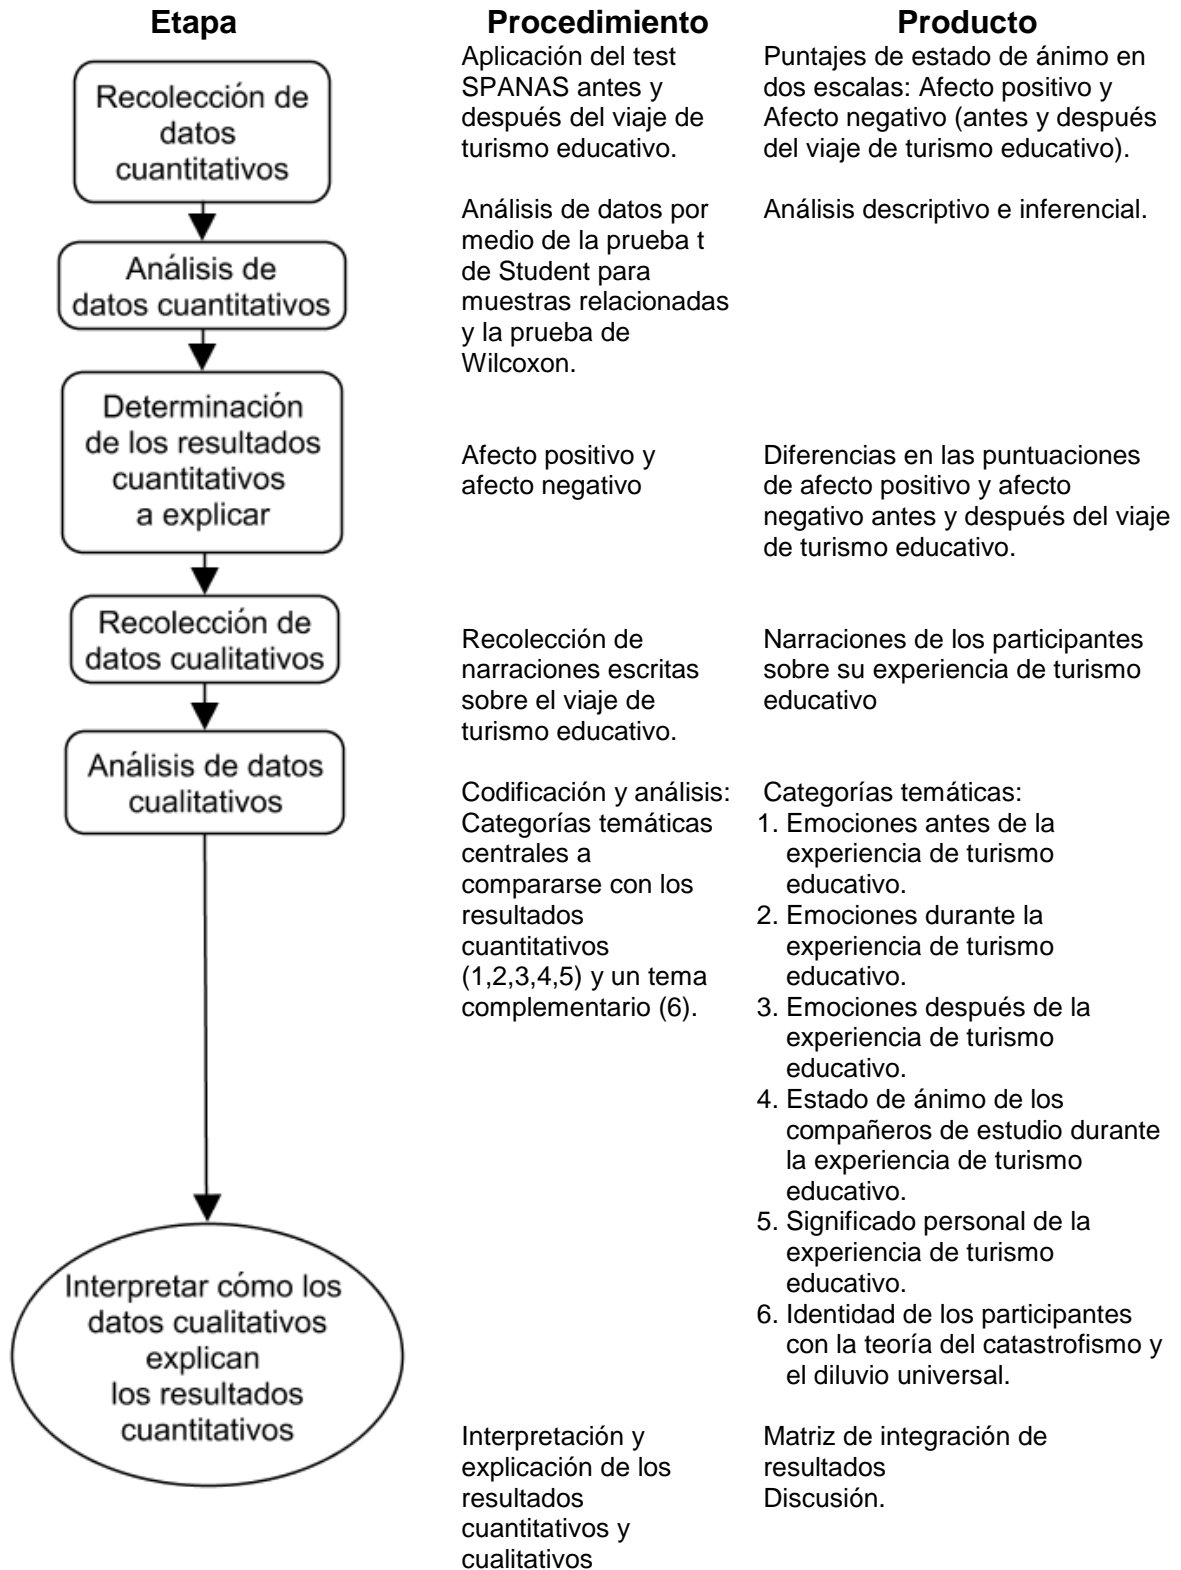 Etapa
Procedimiento
Producto
Recolección de
datos
cuantitativos
Aplicación del test
SPANAS antes y
después del viaje de
turismo educativo.
Puntajes de estado de ánimo en
dos escalas: Afecto positivo y
Afecto negativo (antes y después
del viaje de turismo educativo).
Análisis de
datos cuantitativos
Análisis de datos por
medio de la prueba t
de Student para
muestras relacionadas
y la prueba de
Wilcoxon.
Análisis descriptivo e inferencial.
Determinación
de los resultados
cuantitativos
a explicar
Afecto positivo y
afecto negativo
Diferencias en las puntuaciones
de afecto positivo y afecto
negativo antes y después del viaje
de turismo educativo.
Recolección de
datos cualitativos
Recolección de
narraciones escritas
sobre el viaje de
turismo educativo.
Narraciones de los participantes
sobre su experiencia de turismo
educativo
Análisis de datos
cualitativos
Codificación y análisis:
Categorías temáticas
centrales a
compararse con los
resultados
cuantitativos
(1,2,3,4,5) y un tema
complementario (6).
Categorías temáticas:
1. Emociones antes de la
experiencia de turismo
educativo.
2. Emociones durante la
experiencia de turismo
educativo.
3. Emociones después de la
experiencia de turismo
educativo.
4. Estado de ánimo de los
compañeros de estudio durante
la experiencia de turismo
educativo.
5. Significado personal de la
experiencia de turismo
educativo.
6. Identidad de los participantes
con la teoría del catastrofismo y
el diluvio universal.
Interpretar cómo los
datos cualitativos
explican
los resultados
cuantitativos
Interpretación y
explicación de los
resultados
cuantitativos y
cualitativos
Matriz de integración de
resultados
Discusión.